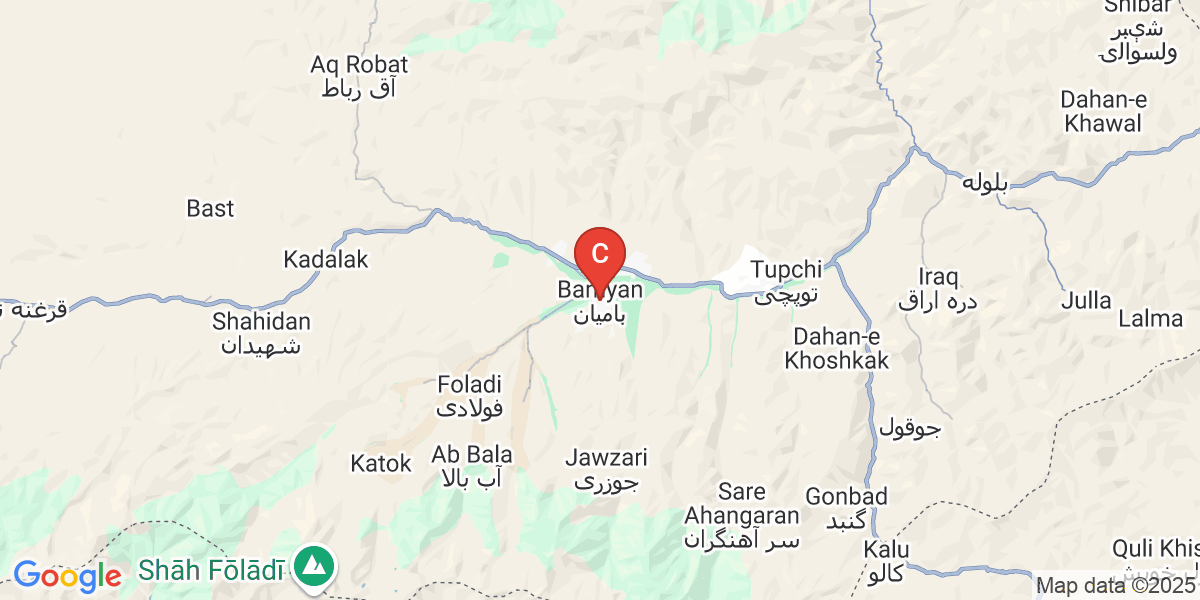 Shibar
شیبر
ولسوالۍ
Aq Robat
آق رباط
Dahan-e
Khawal
بلوله
Bast
Kadalak
C
Bamyan
بامیان
Tupchi
توپچی
Iraq
دره اراق
Julla
Lalma
قرغنه
Shahidan
شهیدان
Dahan-e
Khoshkak
Foladi
فولادی
جوقول
Ab Bala
آب بالا
Katok
Jawzari
جوزری
Sare
Ahangaran
سر آهنگران
Gonbad
گنبد
Kalu
کالو
Quli Khis
Shāh Fōlādī
Google
Map data ©2025